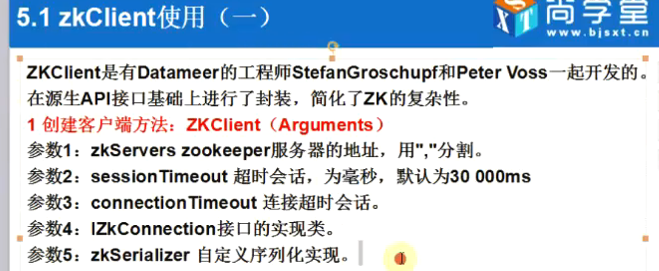 5.1 zkClient使用（一）
尚学堂
www.bjsxt.cn
ZKClient是有Datameer的工程师StefanGroschupf和Peter Voss一起开发的。
在源生API接口基础上进行了封装，简化了ZK的复杂性。
1 创建客户端方法：ZKClient（Arguments）
参数1：zkServers zookeeper服务器的地址，用","分割。
参数2：sessionTimeout 超时会话，为毫秒，默认为30 000ms
参数3：connectionTimeout 连接超时会话。
参数4：IZkConnection接口的实现类。
参数5：zkSerializer 自定义序列化实现。